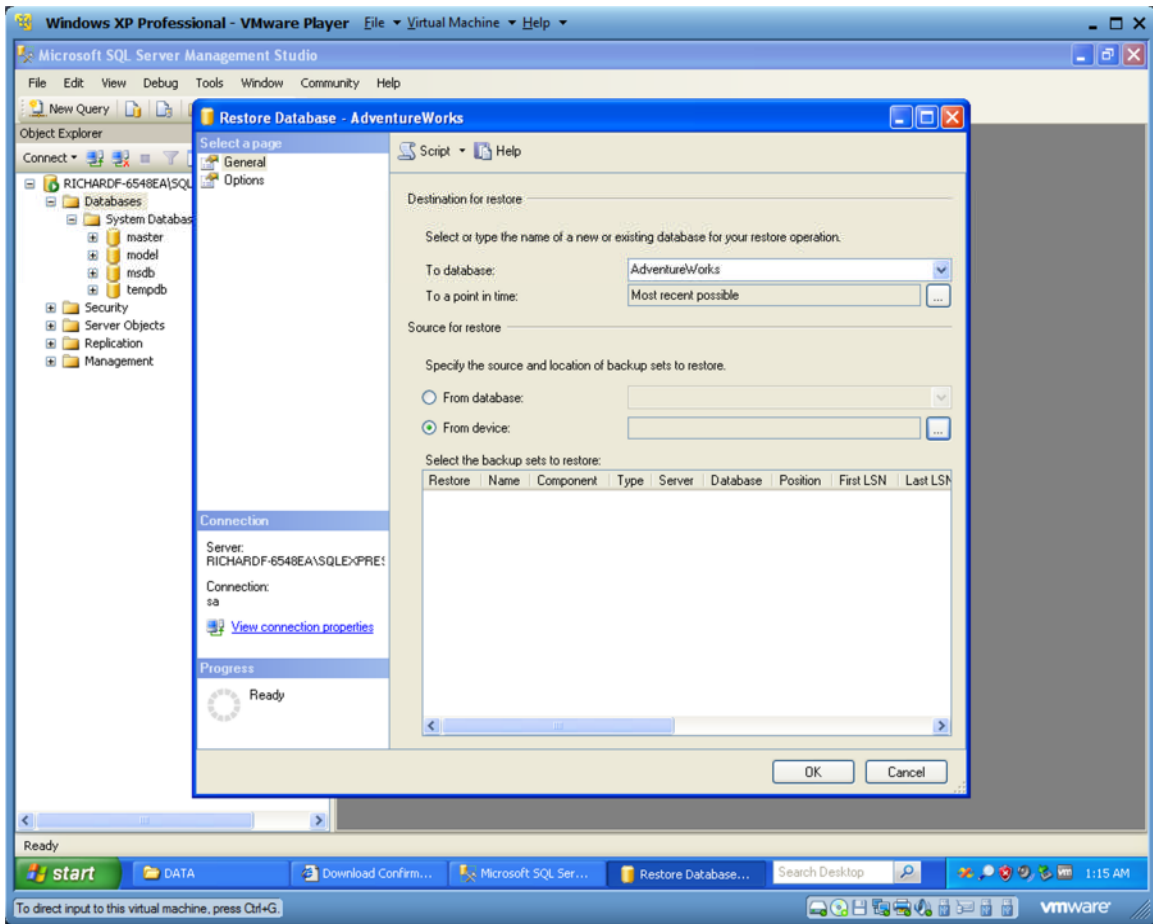 Windows XP Professional - VMware Player File Virtual Machine Help
Microsoft SQL Server Management Studio
File Edit View Debug Tools Window Community Help
New Query
Object Explorer
Connect
RICHARDF-6548EA\SQL
Databases
System Databas
master
model
msdb
tempdb
Security
Server Objects
Replication
Management
Restore Database - AdventureWorks
Select a page
General
Options
Script Help
Destination for restore
Select or type the name of a new or existing database for your restore operation.
To database: AdventureWorks
To a point in time: Most recent possible ...
Source for restore
Specify the source and location of backup sets to restore.
From database:
From device: ...
Select the backup sets to restore:
Restore Name Component Type Server Database Position First LSN Last LSN
Connection
Server:
RICHARDF-6548EA\SQLEXPRES
Connection:
sa
View connection properties
Progress
Ready
OK Cancel
Ready
start DATA Download Confirm... Microsoft SQL Ser... Restore Database... Search Desktop 1:15 AM
To direct input to this virtual machine, press Ctrl+G. vmware